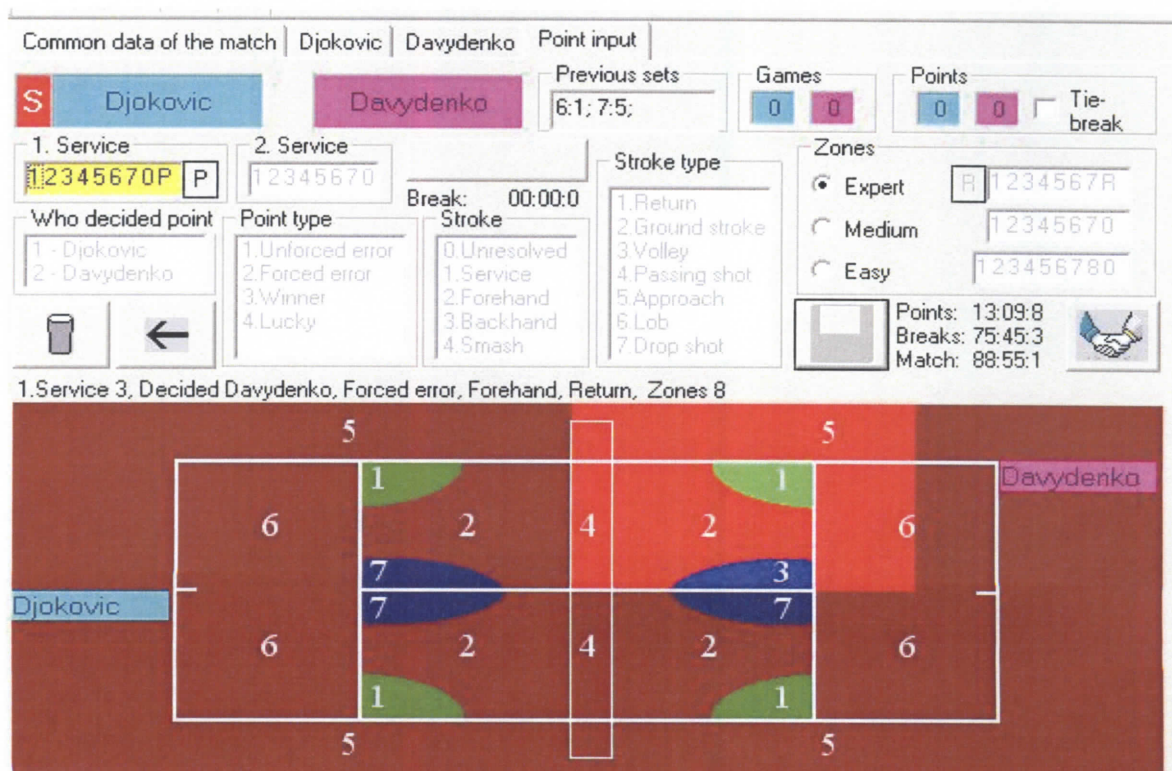 Common data of the match Djokovic Davydenko Point input
S Djokovic Davydenko
Previous sets
6:1; 7:5;
Games
0 0
Points
0 0 Tie-break
1. Service
12345670P P
2. Service
12345670
Break: 00:00:0
Who decided point
1 - Djokovic
2 - Davydenko
Point type
1.Unforced error
2.Forced error
3.Winner
4.Lucky
Stroke
0.Unresolved
1.Service
2.Forehand
3.Backhand
4.Smash
Stroke type
1.Return
2.Ground stroke
3.Volley
4.Passing shot
5.Approach
6.Lob
7.Drop shot
Zones
Expert R 1234567R
Medium 12345670
Easy 123456780
Points: 13:09:8
Breaks: 75:45:3
Match: 88:55:1
1.Service 3, Decided Davydenko, Forced error, Forehand, Return, Zones 8
5 5
1 1
Davydenko
6 2 4 2 6
7 3
Djokovic
7 7
6 2 4 2 6
1 1
5 5